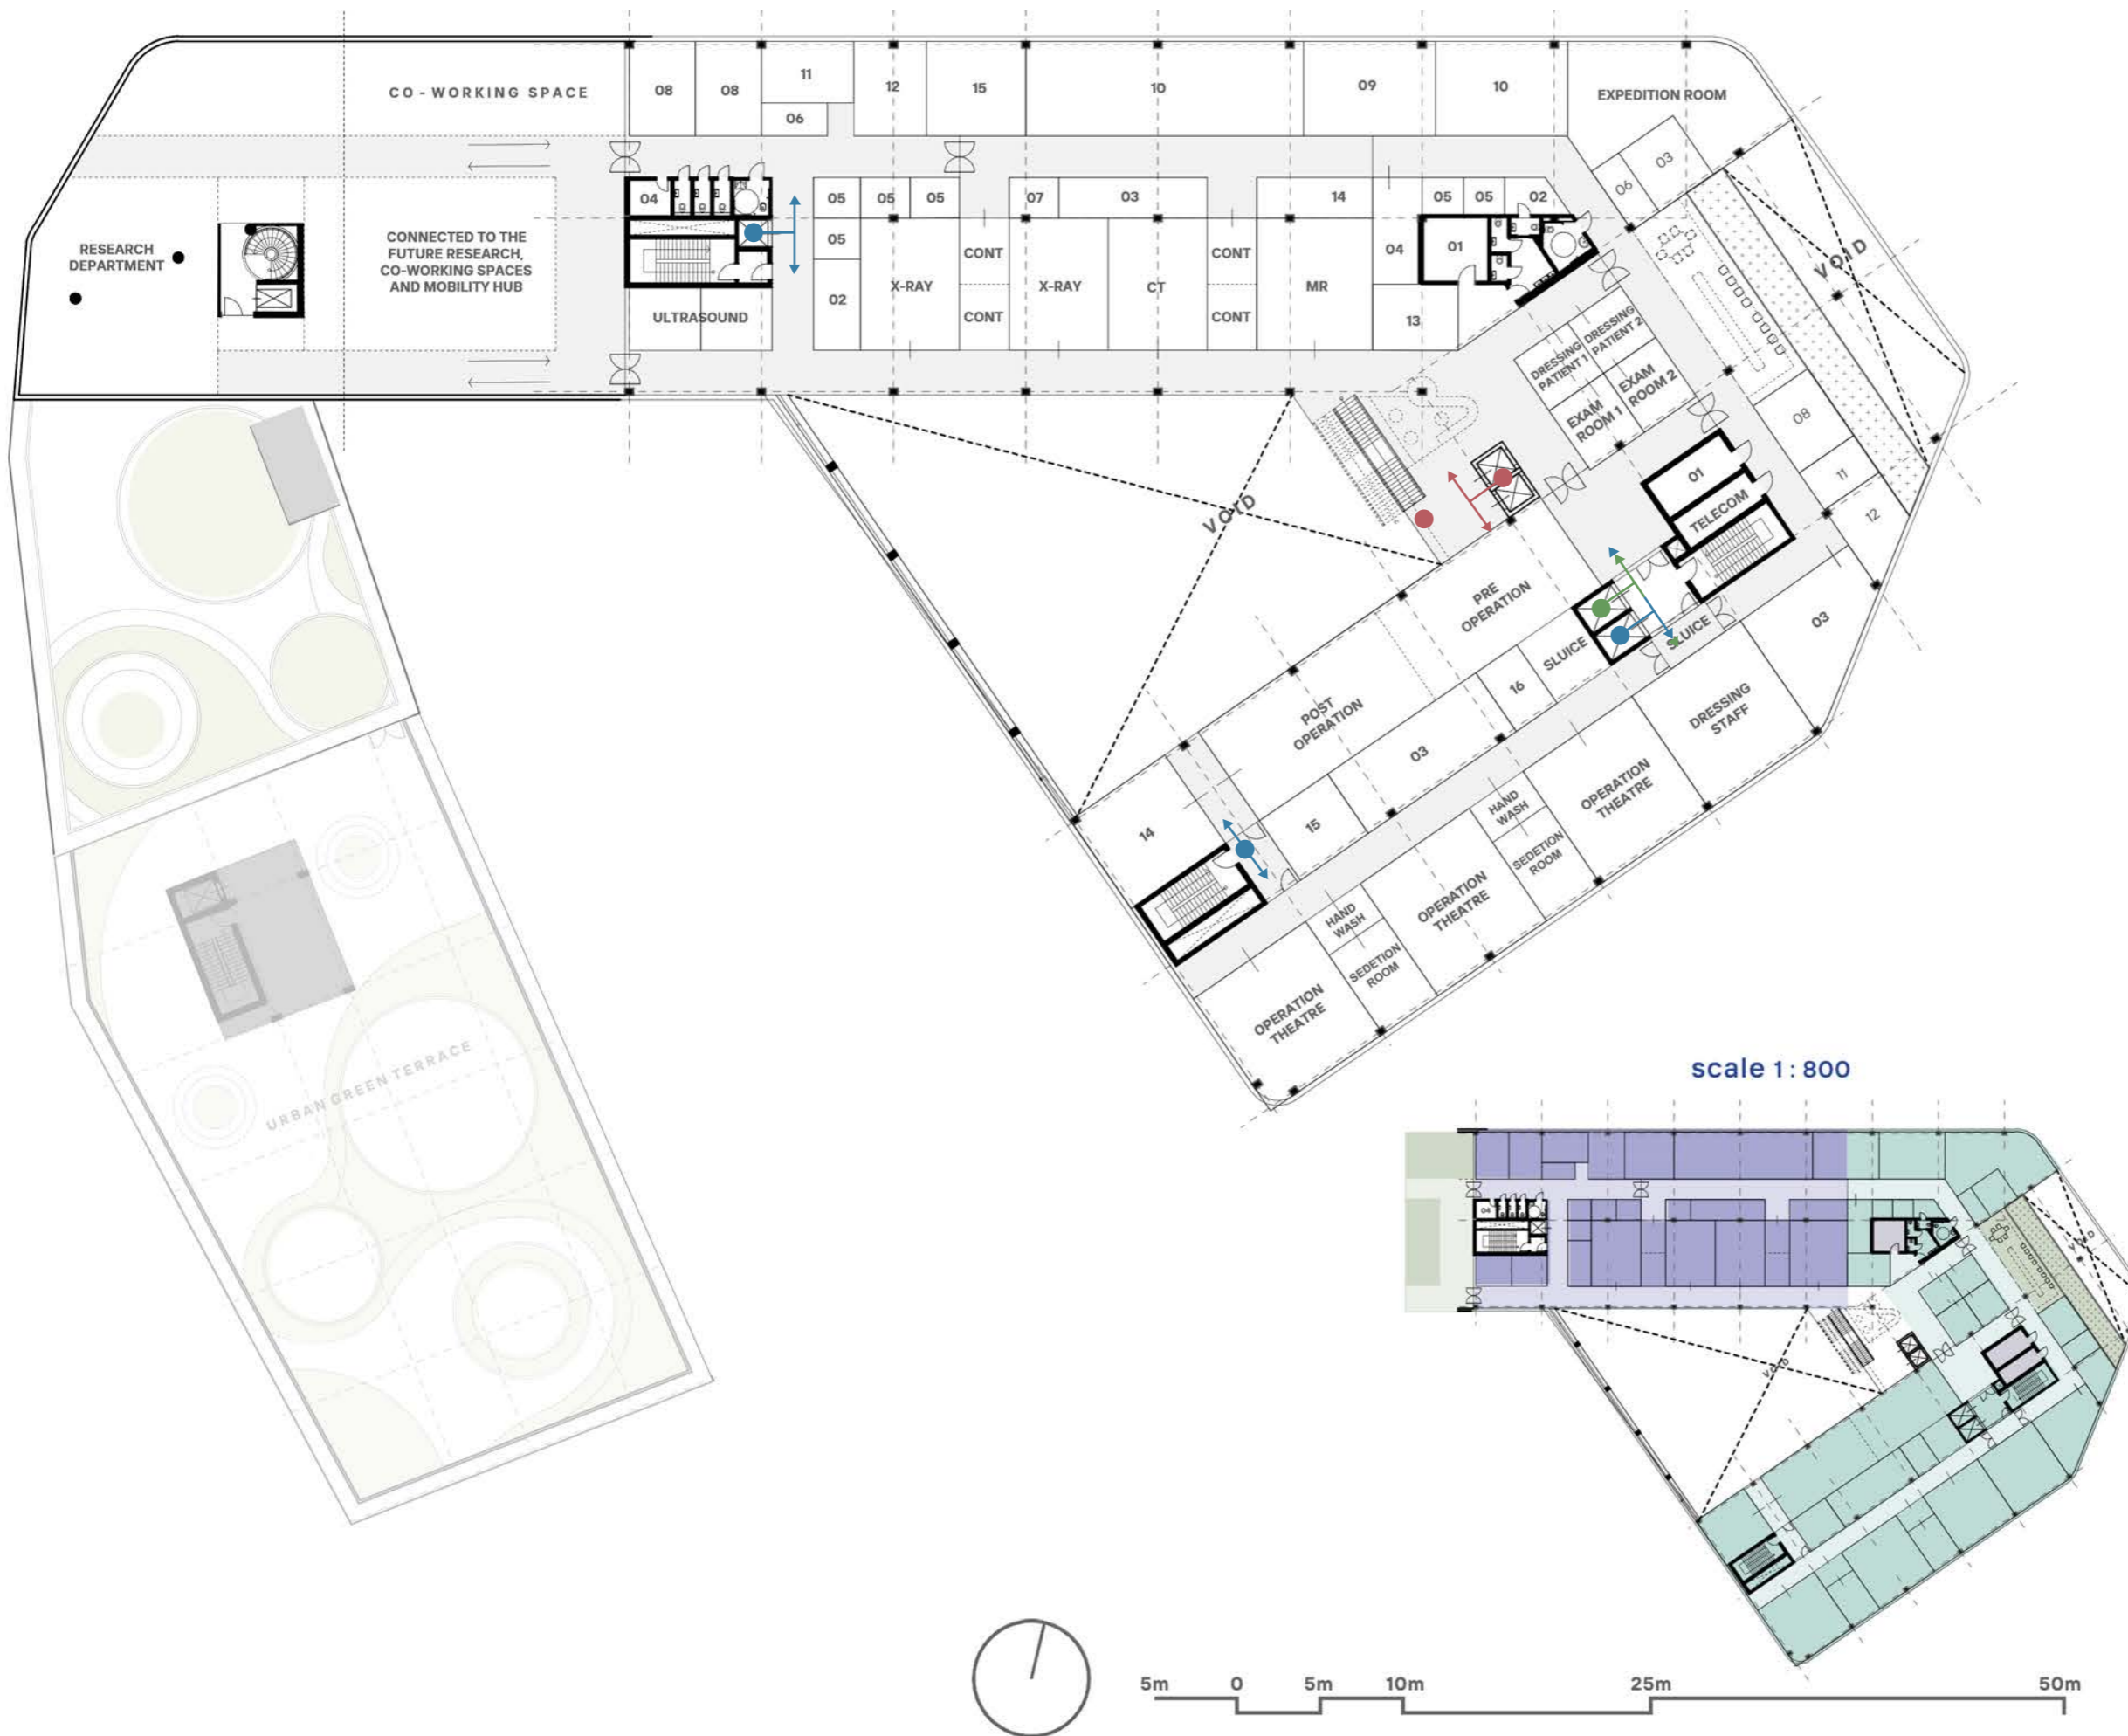 CO - WORKING SPACE
08
08
11
06
12
15
10
09
10
EXPEDITION ROOM
03
06
RESEARCH
DEPARTMENT
CONNECTED TO THE
FUTURE RESEARCH,
CO-WORKING SPACES
AND MOBILITY HUB
04
05
05
05
05
02
07
03
14
05
05
02
04
01
13
ULTRASOUND
X-RAY
CONT
CONT
X-RAY
CT
CONT
CONT
MR
VOID
DRESSING
PATIENT 1
DRESSING
PATIENT 2
EXAM
ROOM 1
EXAM
ROOM 2
08
11
12
01
TELECOM
VOID
PRE
OPERATION
SLUICE
SLUICE
16
03
POST
OPERATION
03
15
14
DRESSING
STAFF
OPERATION
THEATRE
HAND
WASH
SEDETION
ROOM
OPERATION
THEATRE
HAND
WASH
SEDETION
ROOM
OPERATION
THEATRE
URBAN GREEN TERRACE
scale 1 : 800
04
VOID
VOID
5m
0
5m
10m
25m
50m